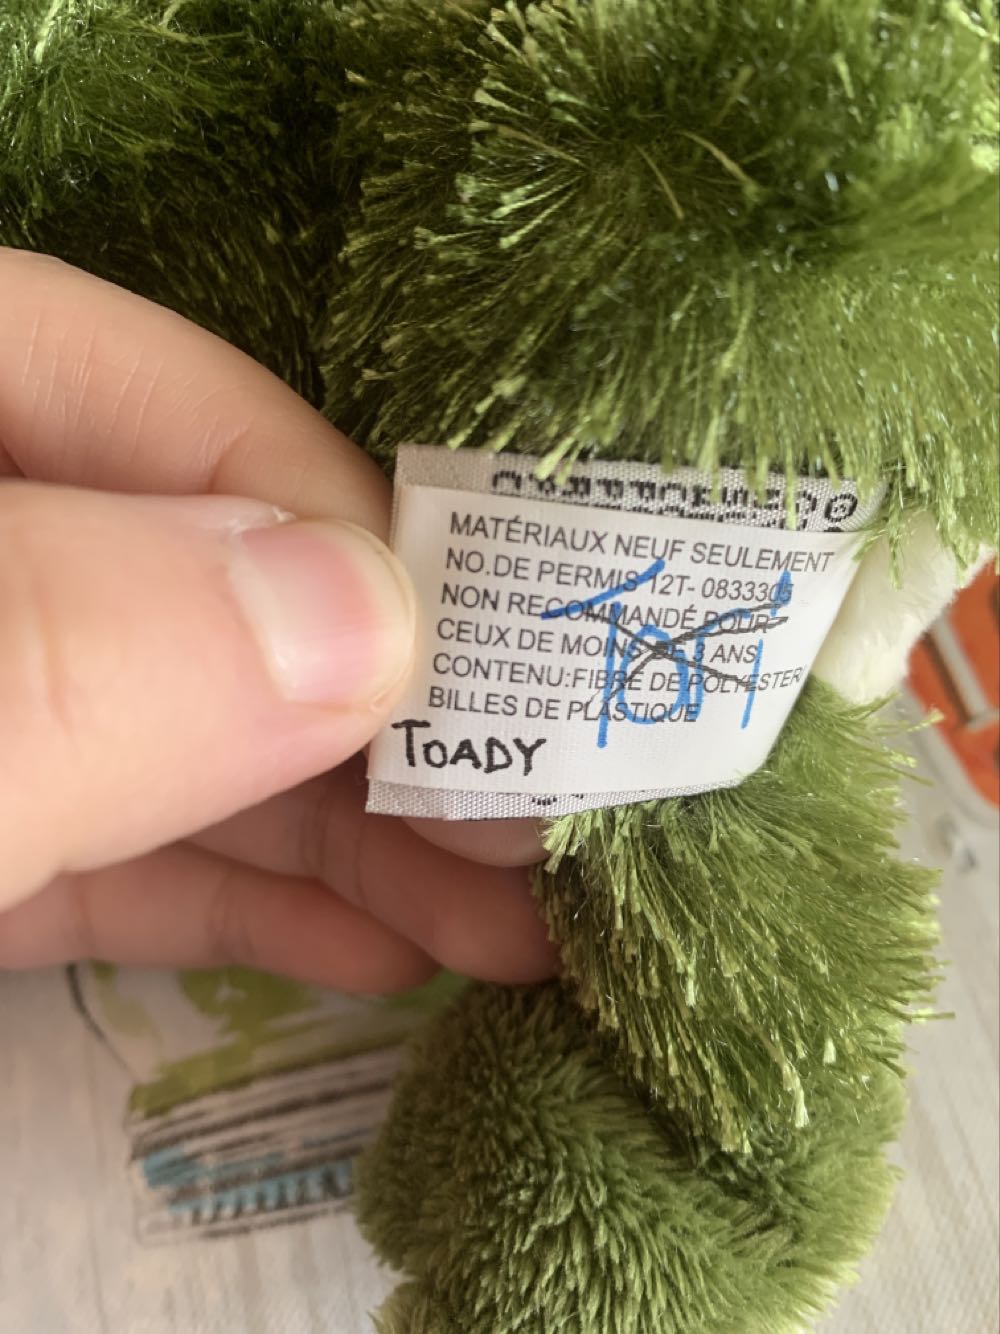 MATÉRIAUX NEUF SEULEMENT
NO.DE PERMIS 12T- 0833305
NON RECOMMANDÉ POUR
CEUX DE MOINS DE 3 ANS
CONTENU:FIBRE DE POLYESTER/
BILLES DE PLASTIQUE
Tori
TOADY